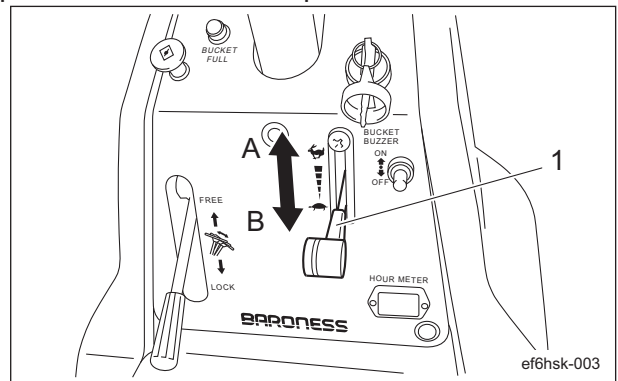 BUCKET
FULL
A
BUCKET
BUZZER
ON
OFF
1
B
FREE
LOCK
HOUR METER
BARONESS
ef6hsk-003